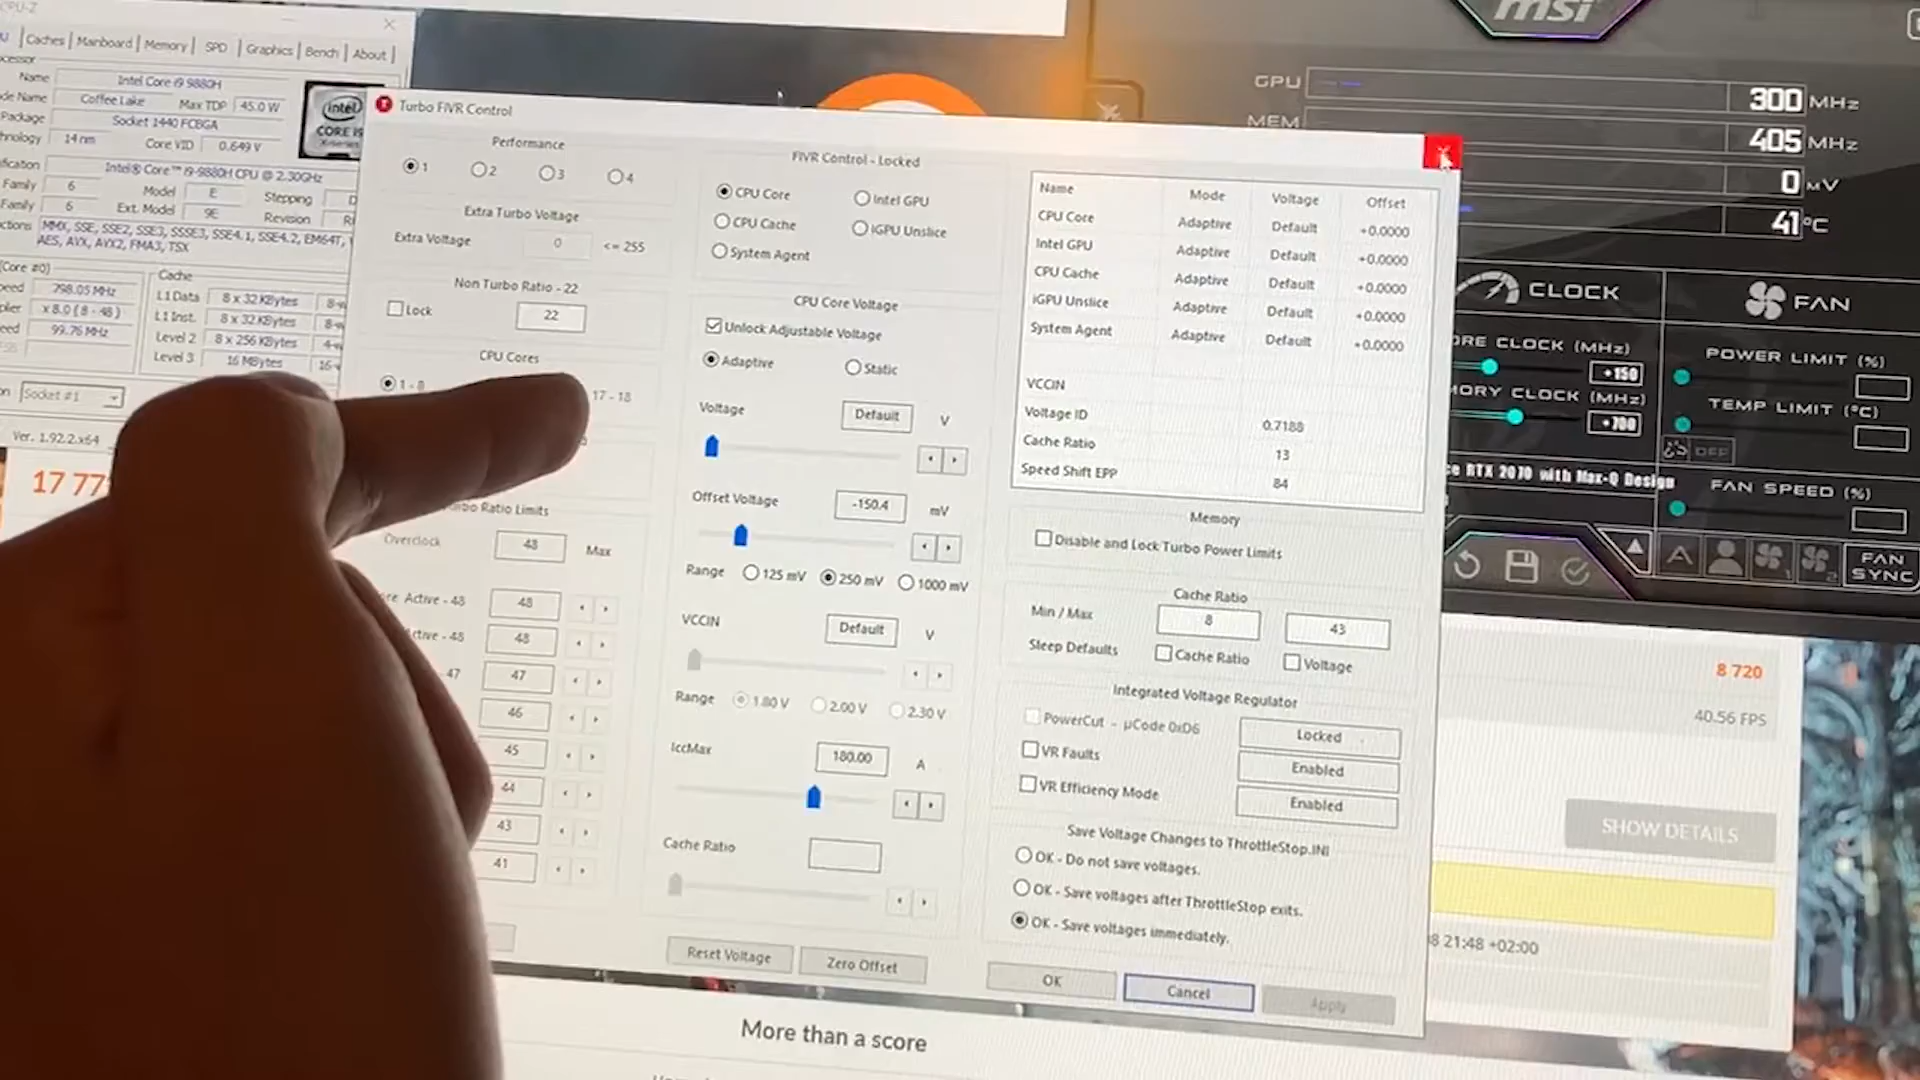 CPU-Z
Caches Mainboard Memory SPD Graphics Bench About
Name Intel Core i9 9880H
Coffee Lake Max TDP 45.0 W
Package Socket 1440 FCBGA
14 nm Core VID 0.649 V
Intel® Core™ i9-9880H CPU @ 2.30GHz
Family 6 Model E Stepping
Family 6 Ext. Model 9E Revision
MMX, SSE, SSE2, SSE3, SSSE3, SSE4.1, SSE4.2, EM64T,
AES, AVX, AVX2, FMA3, TSX
(Core #0) Cache
798.05 MHz L1 Data 8 x 32 KBytes
x 8.0 ( 8 - 48 ) L1 Inst. 8 x 32 KBytes
99.76 MHz Level 2 8 x 256 KBytes
Level 3 16 MBytes
Socket #1
Ver. 1.92.2.x64
intel
CORE i9
17 77
Turbo FIVR Control
Performance
1 2 3 4
Extra Turbo Voltage
Extra Voltage 0 <= 255
Non Turbo Ratio - 22
Lock 22
CPU Cores
1 - 8 17 - 18
Ratio Limits
Overclock 48 Max
Active - 48 48
- 48 48
47 47
46
45
44
43
41
FIVR Control - Locked
CPU Core Intel GPU
CPU Cache iGPU Unslice
System Agent
CPU Core Voltage
Unlock Adjustable Voltage
Adaptive Static
Voltage Default V
Offset Voltage -150.4 mV
Range 125 mV 250 mV 1000 mV
VCCIN Default V
Range 1.80 V 2.00 V 2.30 V
IccMax 180.00 A
Cache Ratio
Reset Voltage Zero Offset
Name Mode Voltage Offset
CPU Core Adaptive Default +0.0000
Intel GPU Adaptive Default +0.0000
CPU Cache Adaptive Default +0.0000
iGPU Unslice Adaptive Default +0.0000
System Agent Adaptive Default +0.0000
VCCIN
Voltage ID 0.7188
Cache Ratio 13
Speed Shift EPP 84
Memory
Disable and Lock Turbo Power Limits
Cache Ratio
Min / Max 8 43
Sleep Defaults Cache Ratio Voltage
Integrated Voltage Regulator
PowerCut - µCode 0xD6 Locked
VR Faults Enabled
VR Efficiency Mode Enabled
Save Voltage Changes to ThrottleStop.INI
OK - Do not save voltages.
OK - Save voltages after ThrottleStop exits.
OK - Save voltages immediately.
OK Cancel Apply
msi
GPU 300 MHz
MEM 405 MHz
0 mV
41 °C
CLOCK FAN
CLOCK (MHz) +150
CLOCK (MHz) +700
POWER LIMIT (%)
TEMP LIMIT (°C)
OFF
RTX 2070 with Max-Q Design
FAN SPEED (%)
A
FAN
SYNC
8 720
40.56 FPS
SHOW DETAILS
21:48 +02:00
More than a score